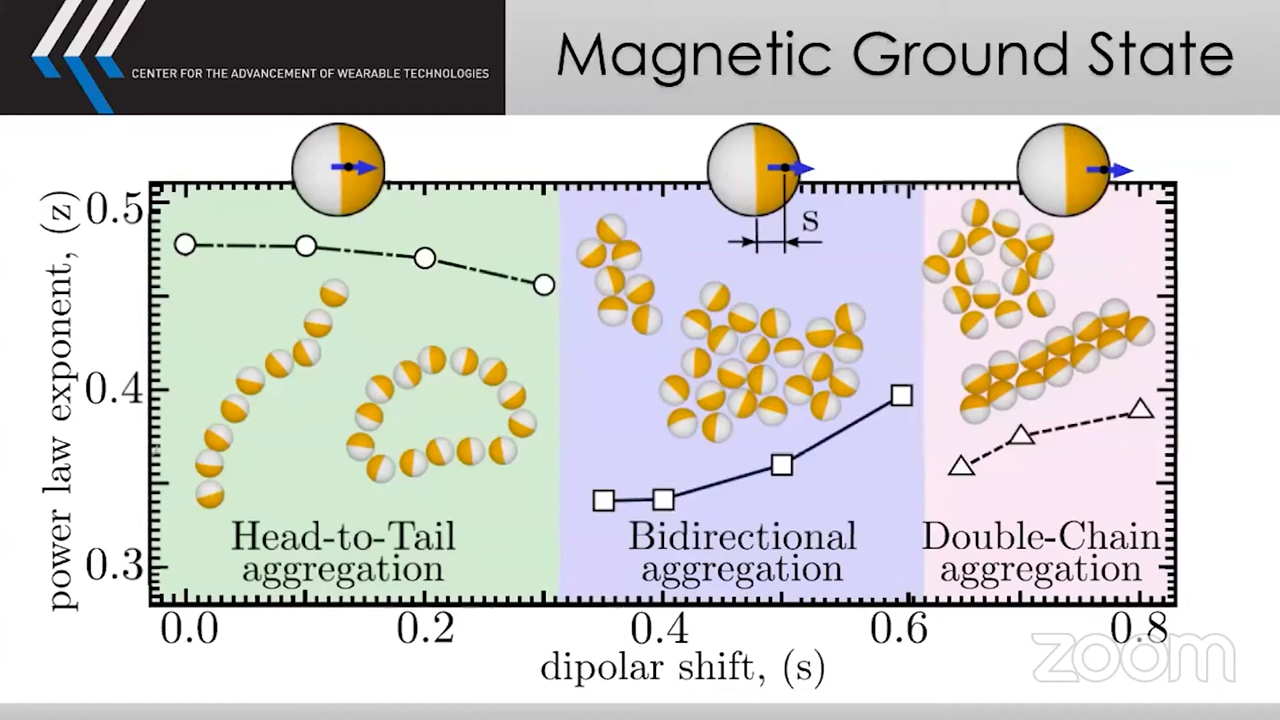 CENTER FOR THE ADVANCEMENT OF WEARABLE TECHNOLOGIES
Magnetic Ground State
power law exponent, (z)
0.5
0.4
0.3
s
Head-to-Tail
aggregation
Bidirectional
aggregation
Double-Chain
aggregation
0.0
0.2
0.4
0.6
0.8
dipolar shift, (s)
zoom